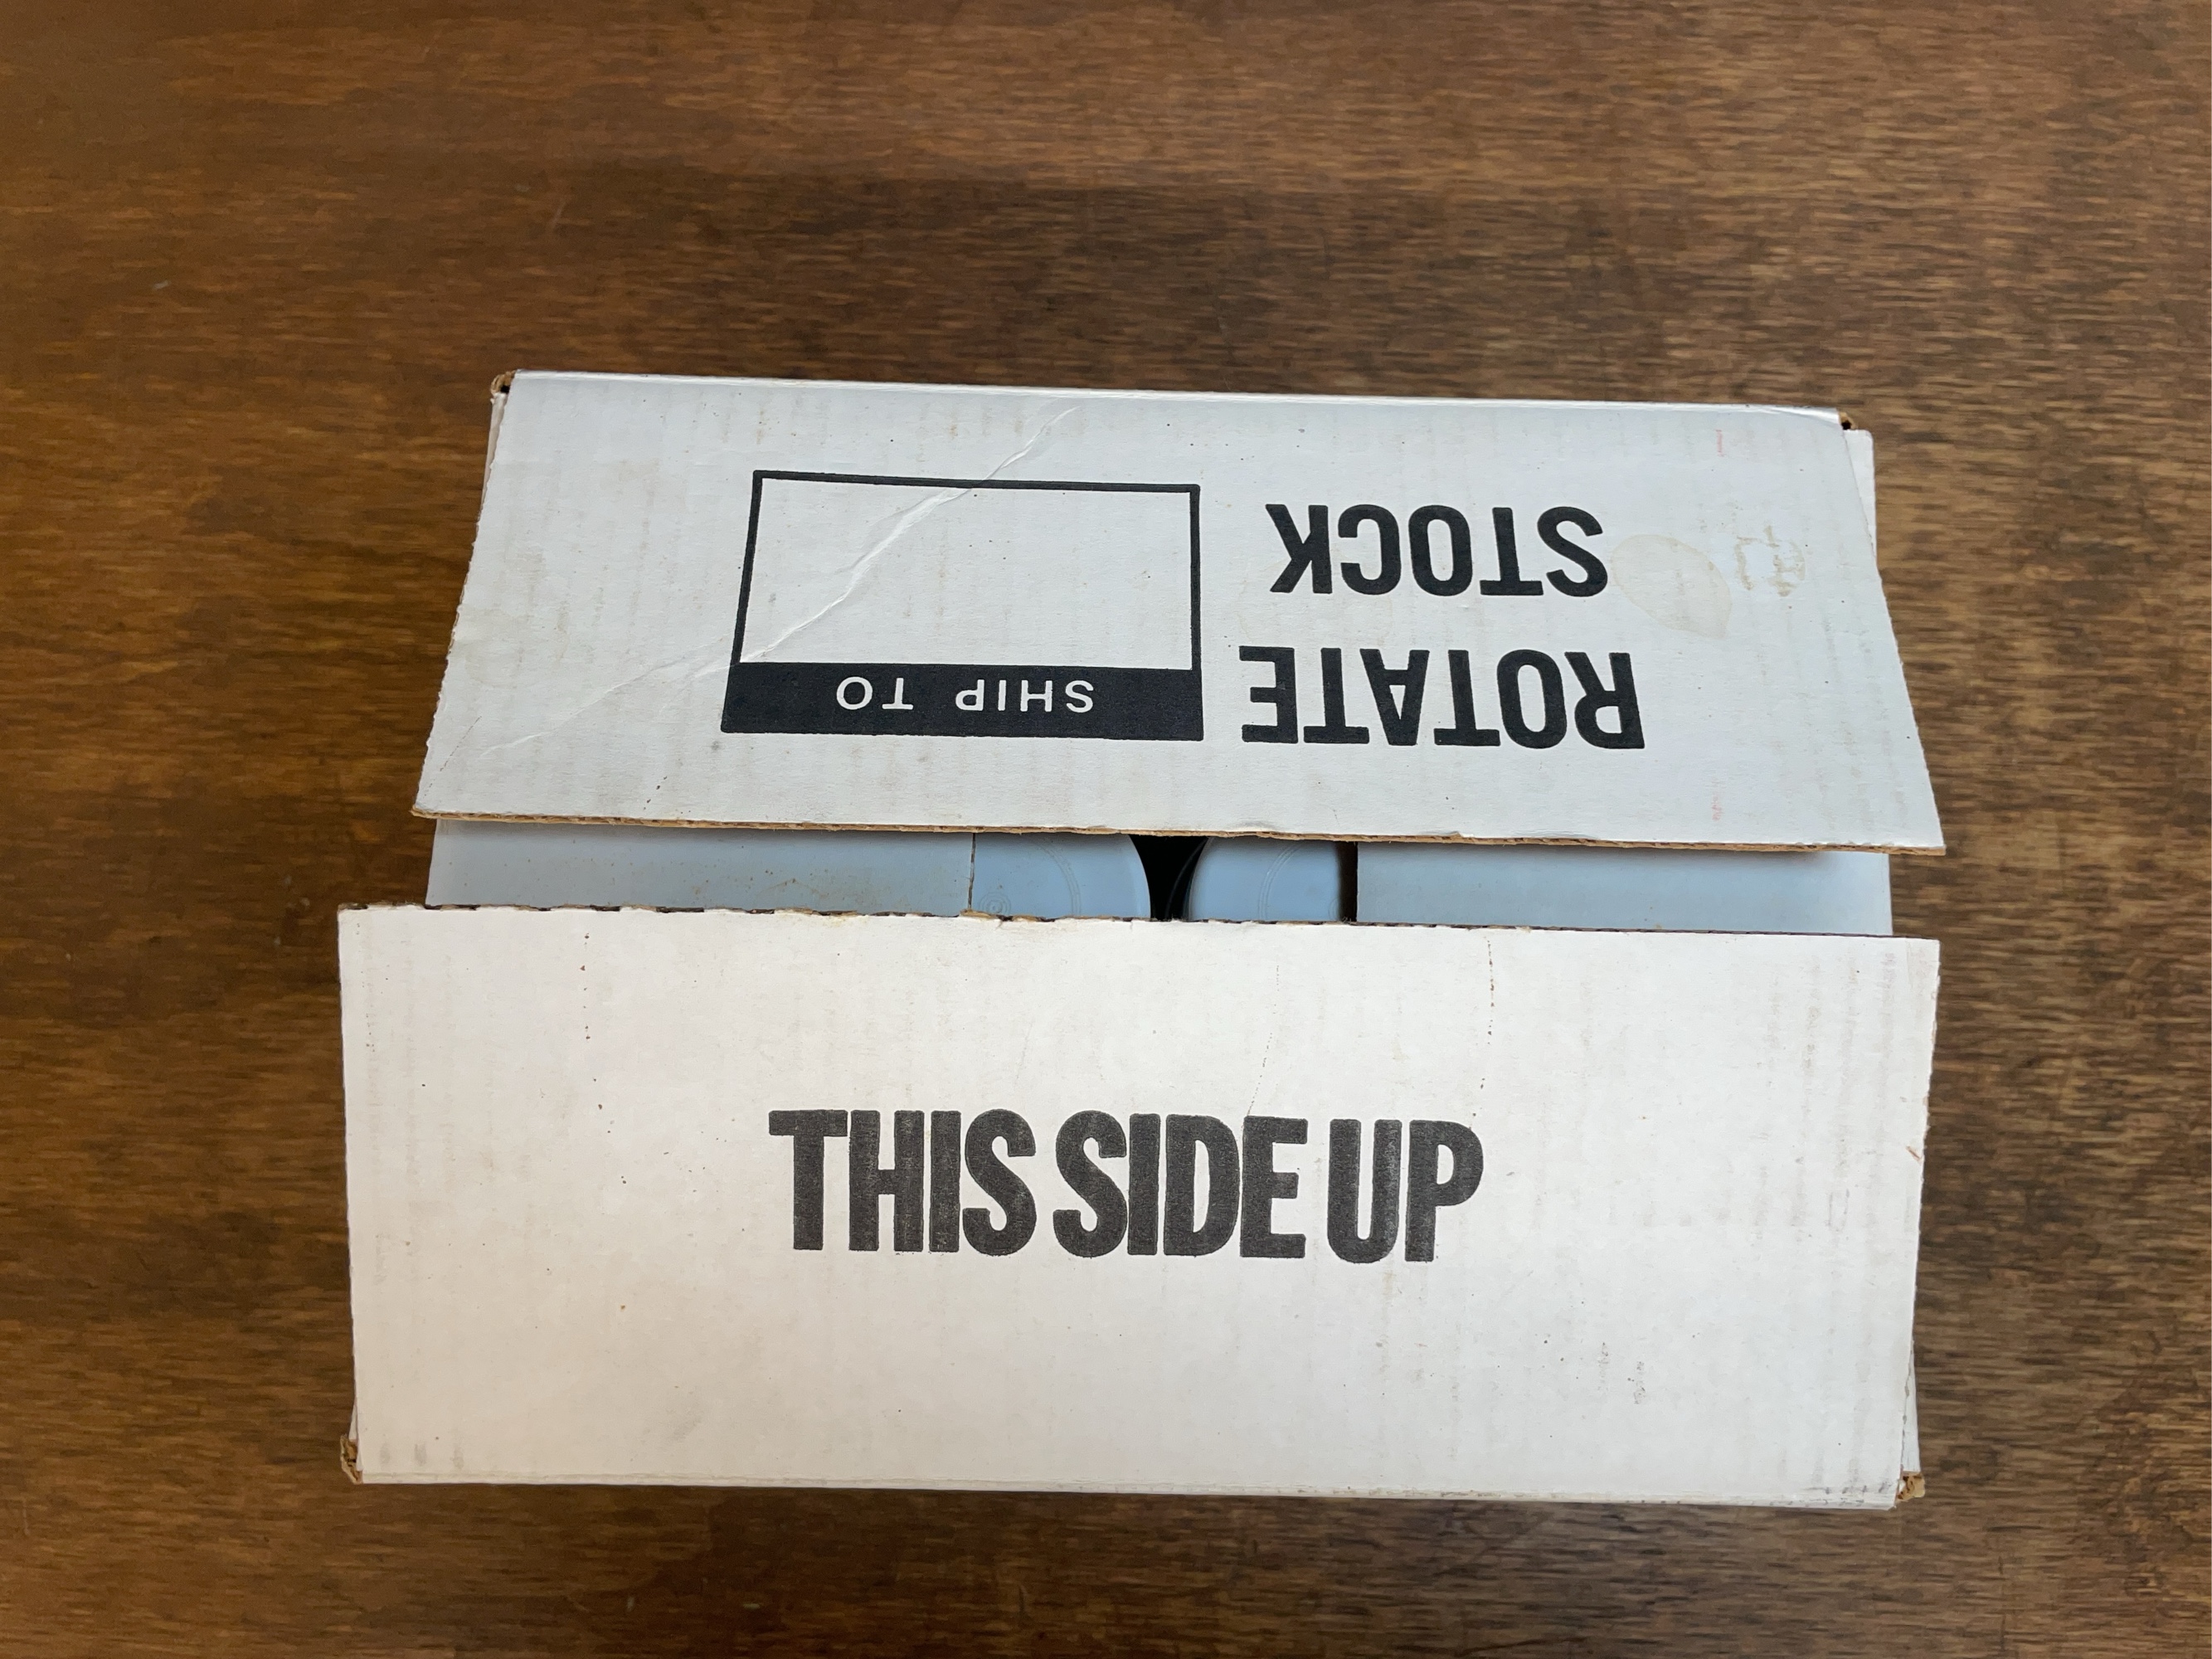 ROTATE
STOCK
SHIP TO
THIS SIDE UP